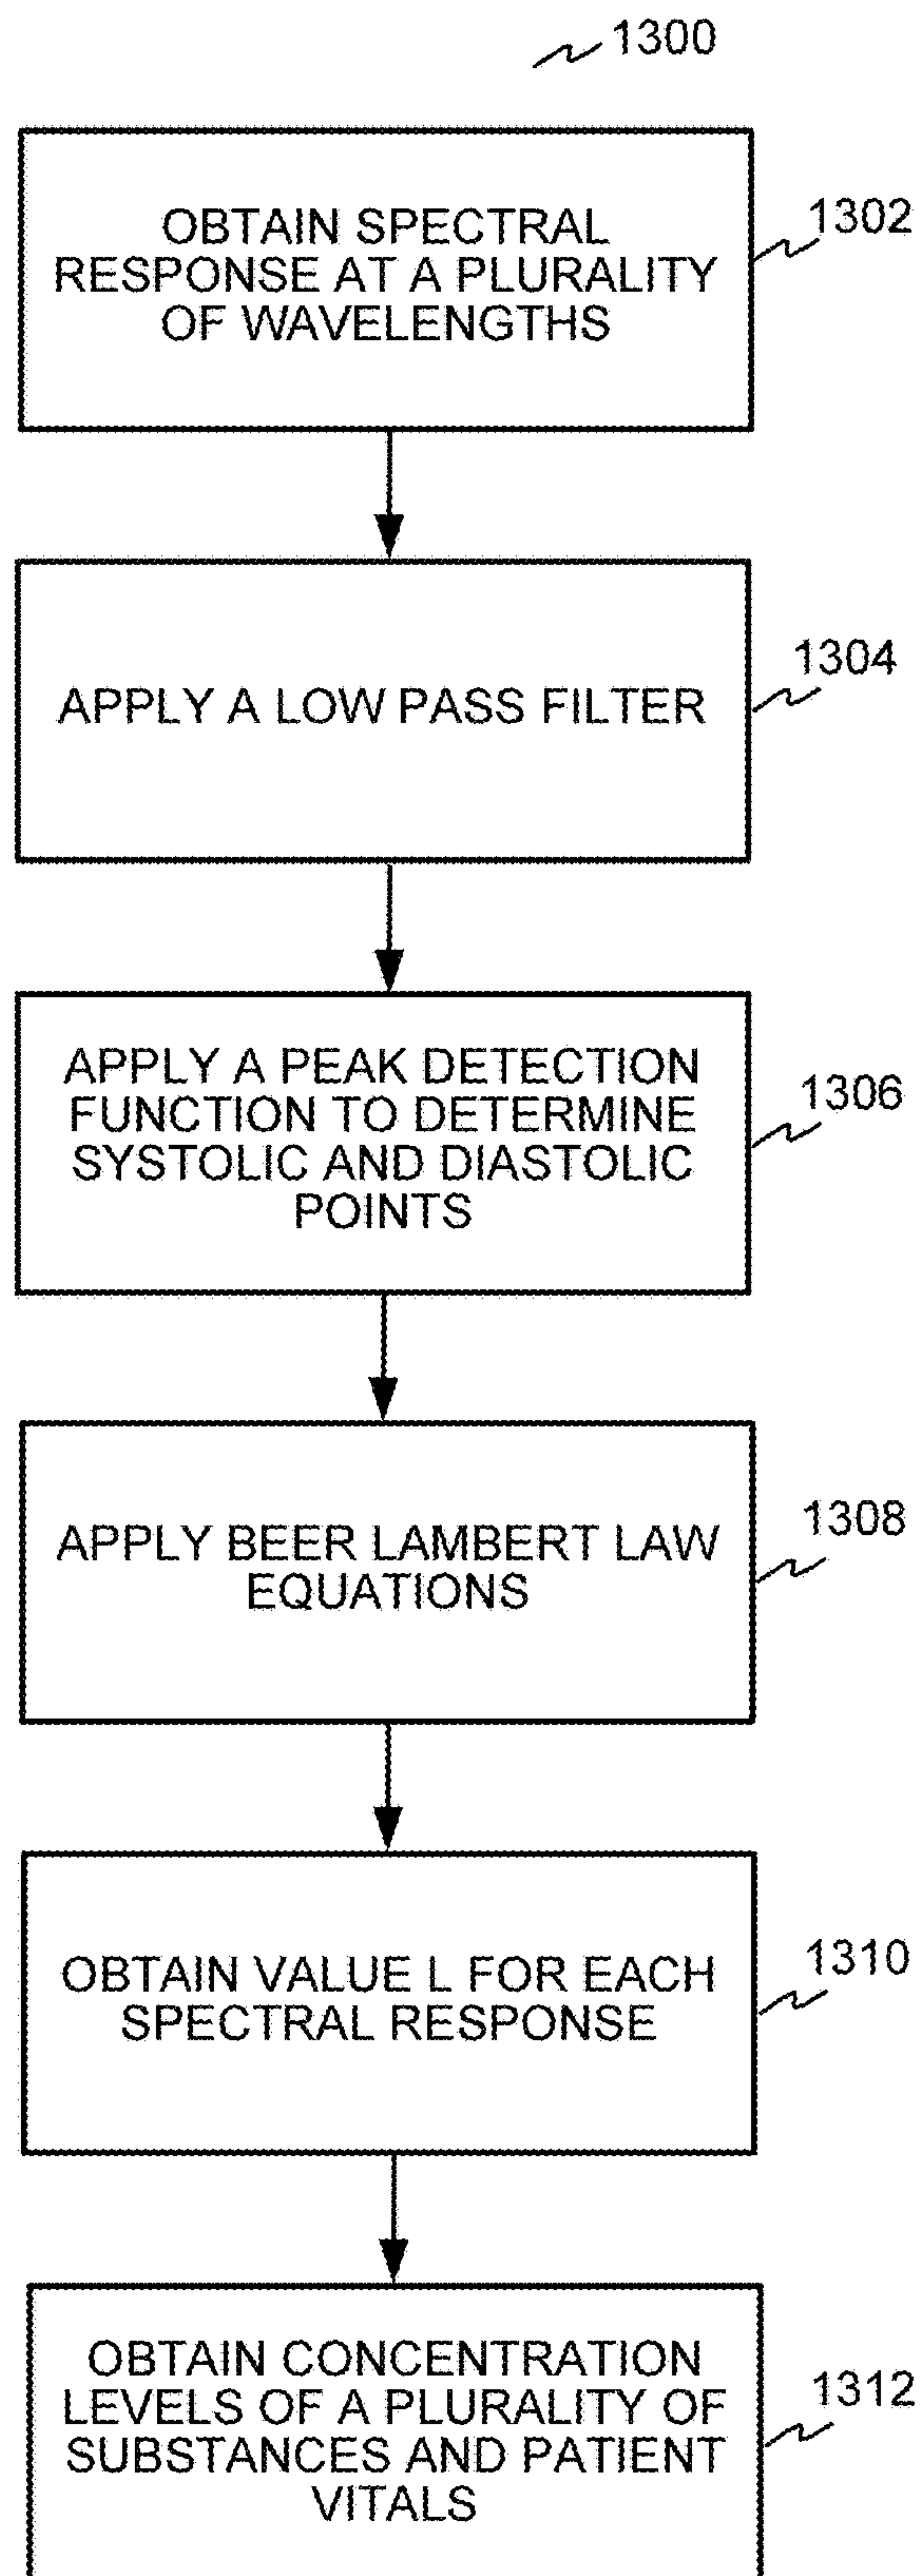 1300
OBTAIN SPECTRAL
RESPONSE AT A PLURALITY
OF WAVELENGTHS
1302
APPLY A LOW PASS FILTER
1304
APPLY A PEAK DETECTION
FUNCTION TO DETERMINE
SYSTOLIC AND DIASTOLIC
POINTS
1306
APPLY BEER LAMBERT LAW
EQUATIONS
1308
OBTAIN VALUE L FOR EACH
SPECTRAL RESPONSE
1310
OBTAIN CONCENTRATION
LEVELS OF A PLURALITY OF
SUBSTANCES AND PATIENT
VITALS
1312